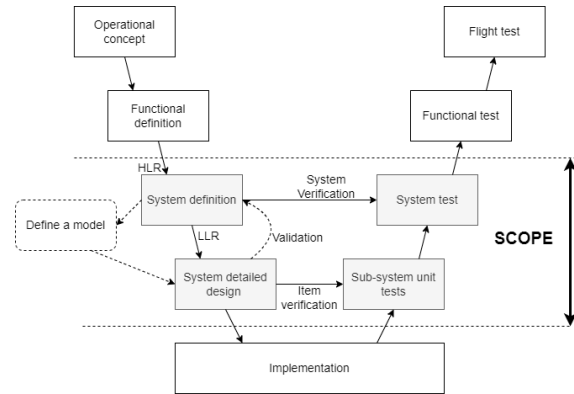 Operational
concept
Flight test
Functional
definition
Functional test
HLR
System definition
System
Verification
System test
Define a model
LLR
Validation
SCOPE
System detailed
design
Item
verification
Sub-system unit
tests
Implementation